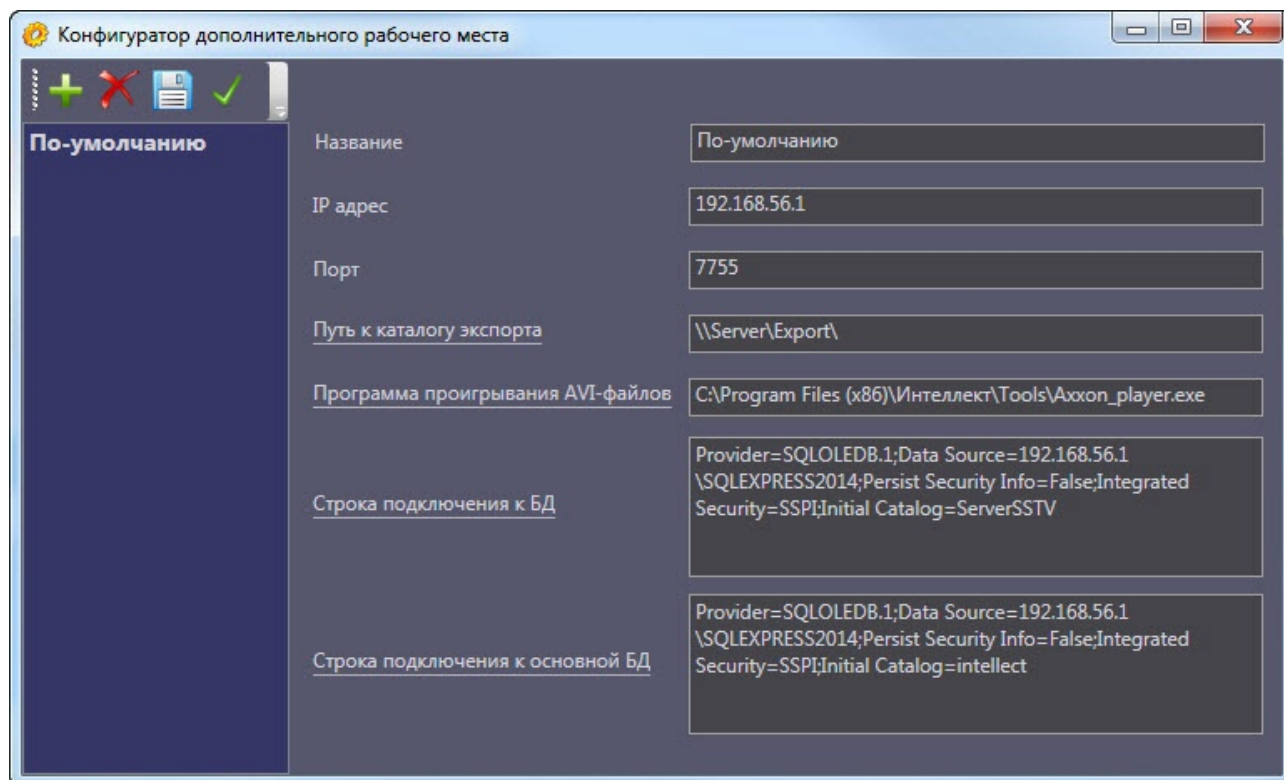 Конфигуратор дополнительного рабочего места
По-умолчанию
Название
По-умолчанию
IP адрес
192.168.56.1
Порт
7755
Путь к каталогу экспорта
\\Server\Export\
Программа проигрывания AVI-файлов
C:\Program Files (x86)\Интеллект\Tools\Axxon_player.exe
Строка подключения к БД
Provider=SQLOLEDB.1;Data Source=192.168.56.1
\SQLEXPRESS2014;Persist Security Info=False;Integrated
Security=SSPI;Initial Catalog=ServerSSTV
Строка подключения к основной БД
Provider=SQLOLEDB.1;Data Source=192.168.56.1
\SQLEXPRESS2014;Persist Security Info=False;Integrated
Security=SSPI;Initial Catalog=intellect